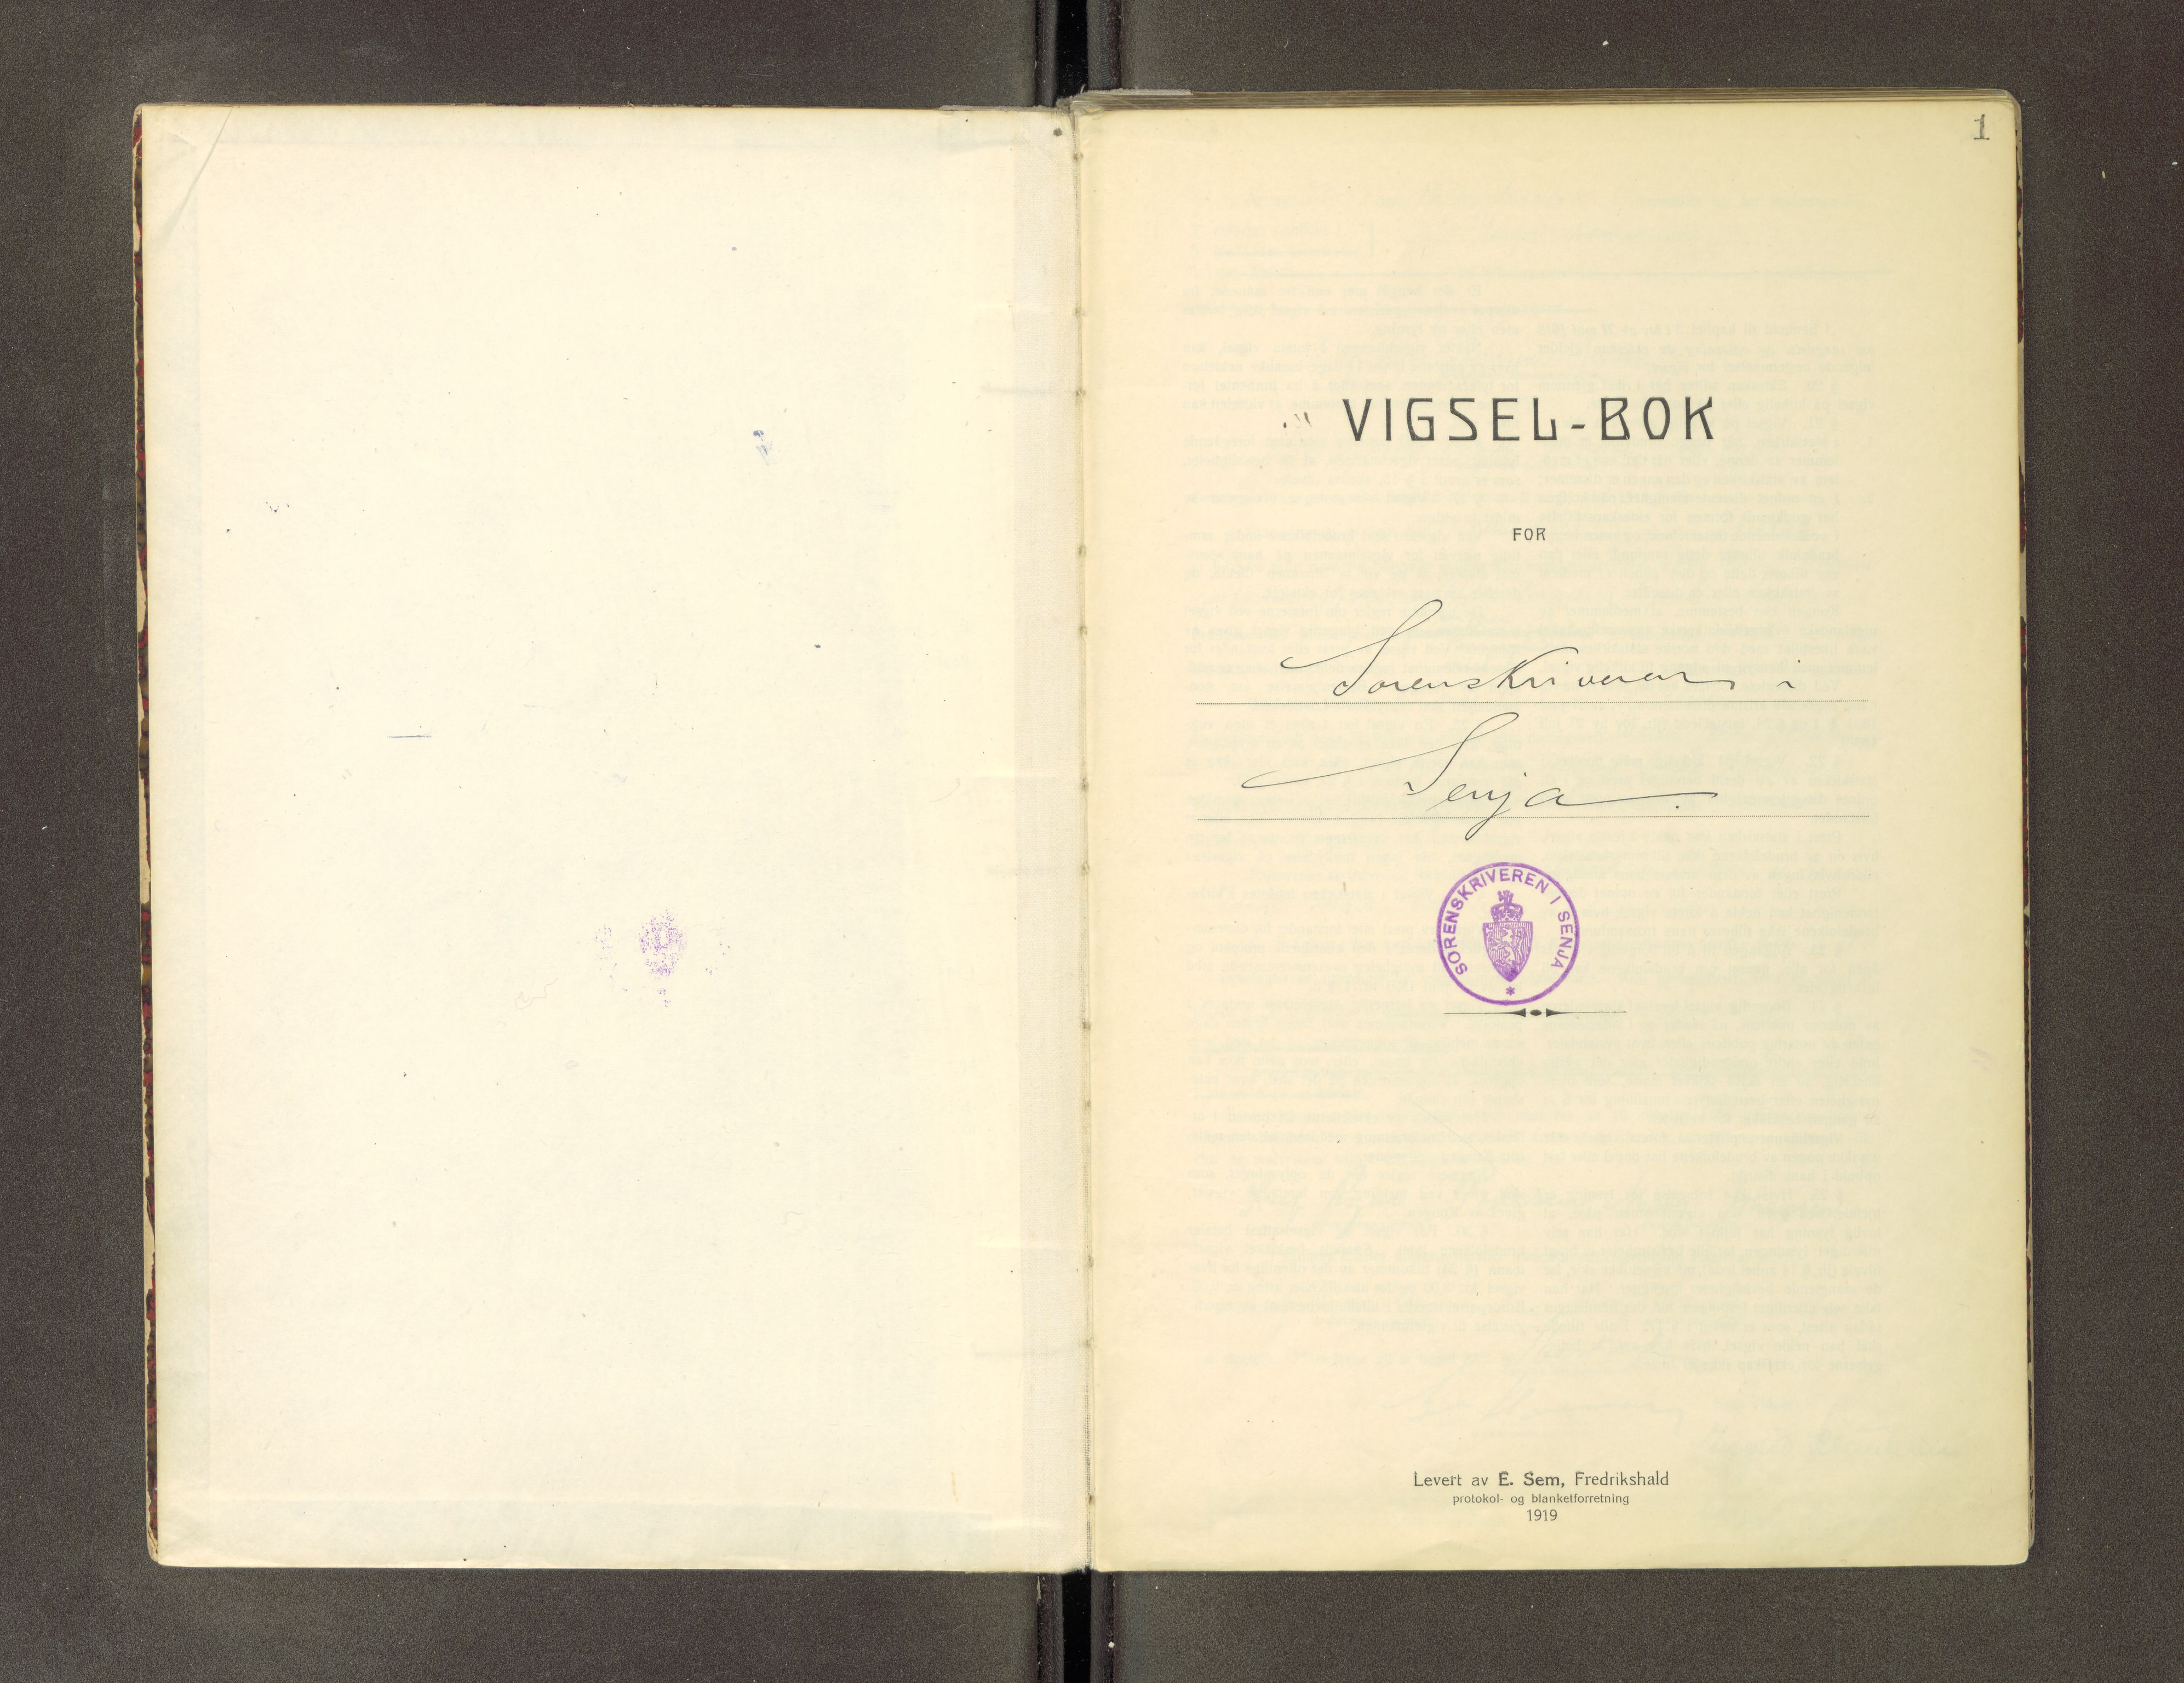 1
VIGSEL-BOK
FOR
Sorenskriveren i
Senja.
SORENSKRIVEREN I SENJA
Levert av E. Sem, Fredrikshald
protokol- og blanketforretning
1919